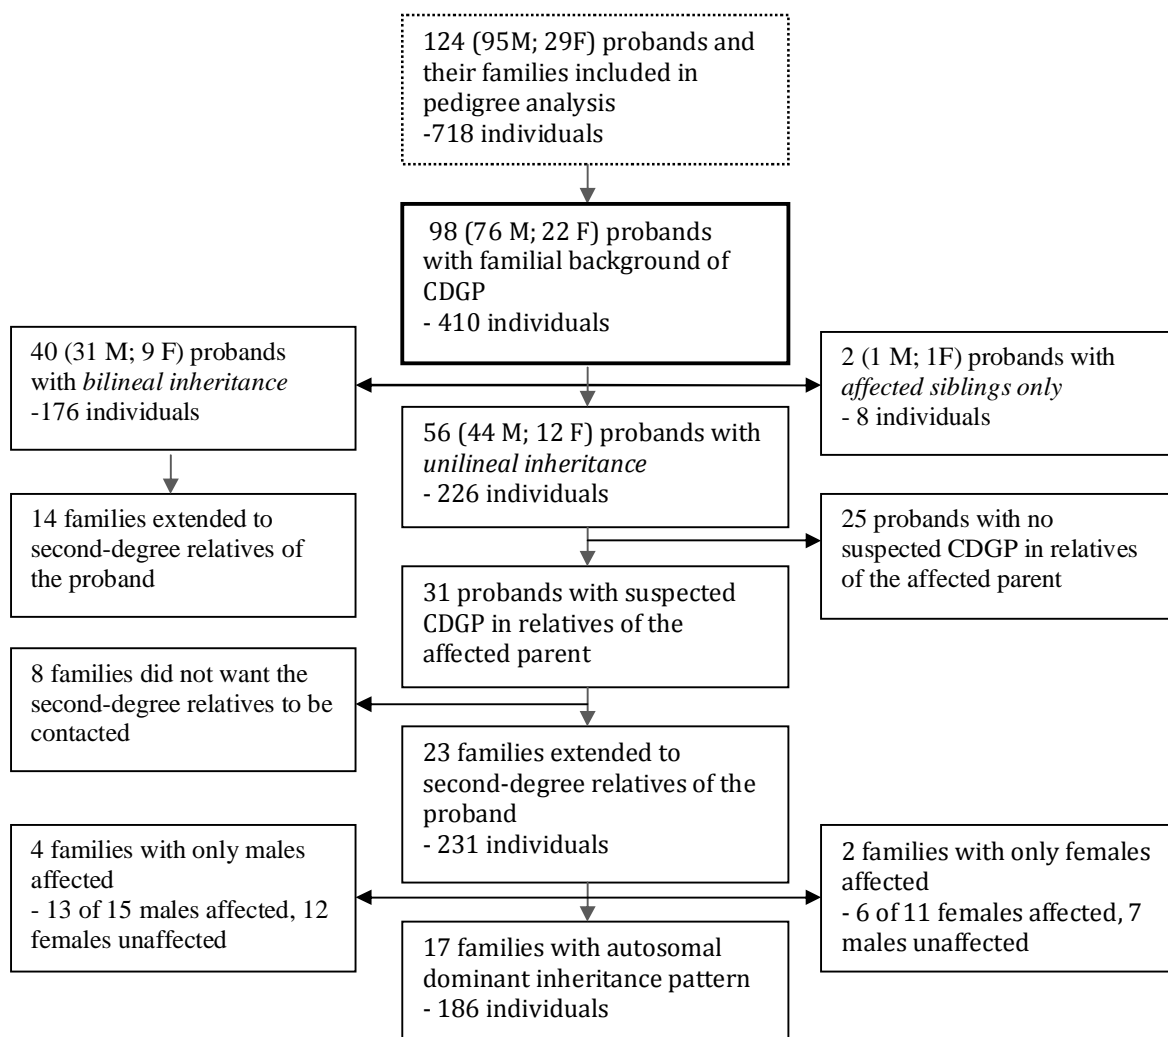 124 (95M; 29F) probands and
their families included in
pedigree analysis
-718 individuals
98 (76 M; 22 F) probands
with familial background of
CDGP
- 410 individuals
40 (31 M; 9 F) probands
with bilineal inheritance
-176 individuals
2 (1 M; 1F) probands with
affected siblings only
- 8 individuals
56 (44 M; 12 F) probands with
unilineal inheritance
- 226 individuals
14 families extended to
second-degree relatives of
the proband
25 probands with no
suspected CDGP in relatives
of the affected parent
31 probands with suspected
CDGP in relatives of the
affected parent
8 families did not want the
second-degree relatives to be
contacted
23 families extended to
second-degree relatives of the
proband
- 231 individuals
4 families with only males
affected
- 13 of 15 males affected, 12
females unaffected
2 families with only females
affected
- 6 of 11 females affected, 7
males unaffected
17 families with autosomal
dominant inheritance pattern
- 186 individuals